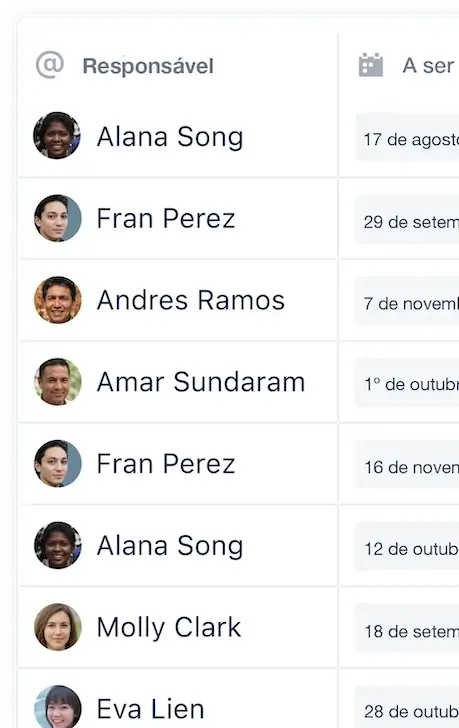 @ Responsável A ser
Alana Song 17 de agosto
Fran Perez 29 de setem
Andres Ramos 7 de novem
Amar Sundaram 1º de outub
Fran Perez 16 de noven
Alana Song 12 de outub
Molly Clark 18 de setem
Eva Lien 28 de outub